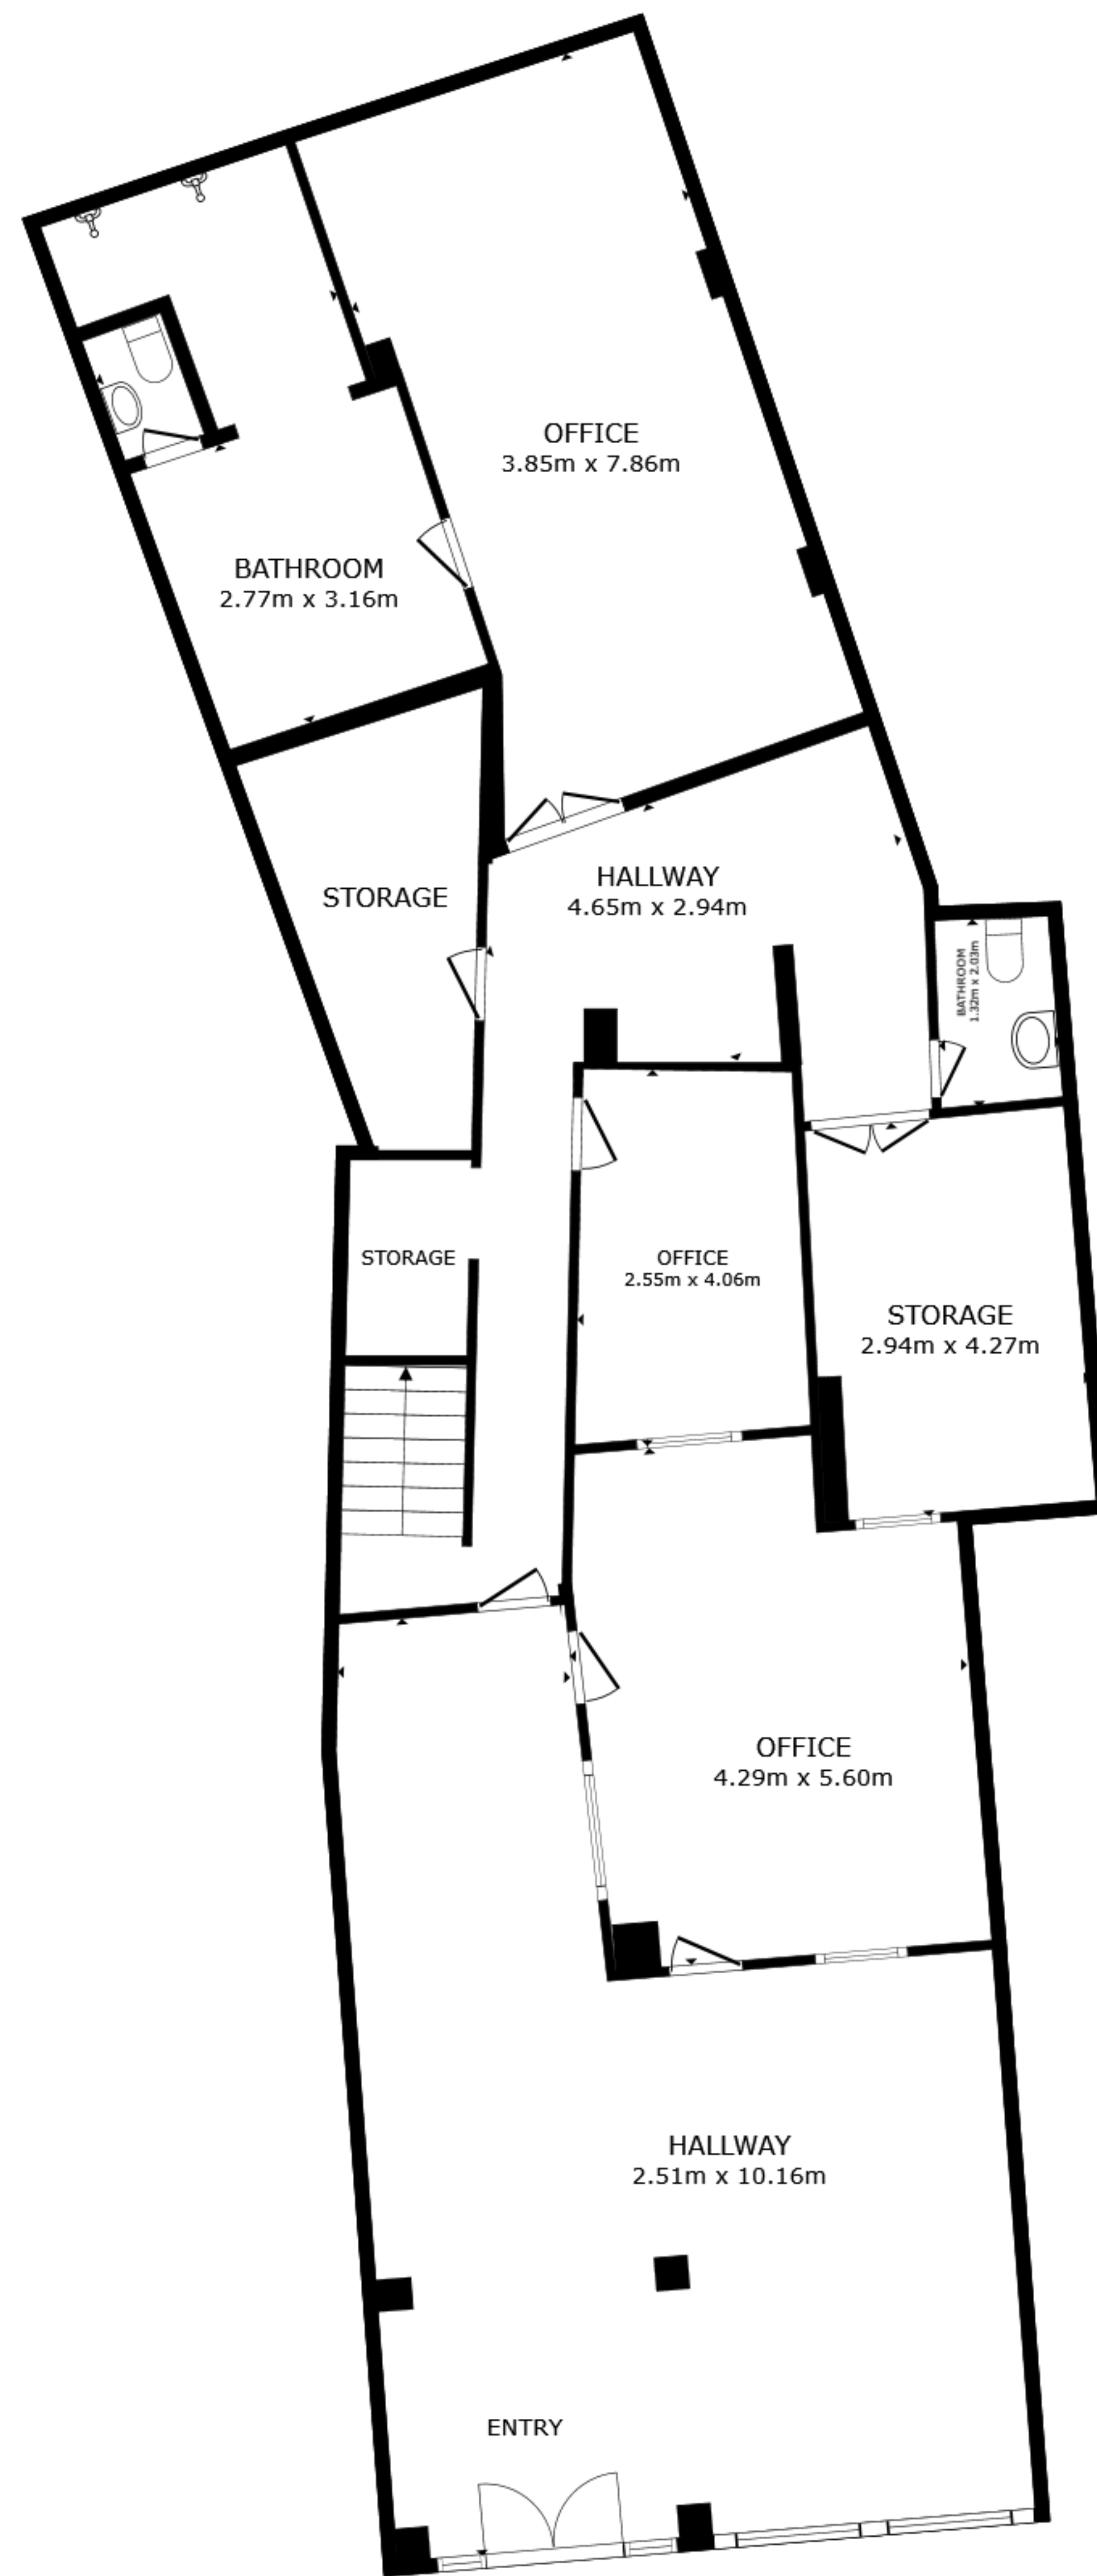 OFFICE
3.85m x 7.86m
BATHROOM
2.77m x 3.16m
HALLWAY
4.65m x 2.94m
STORAGE
BATHROOM
1.32m x 2.03m
STORAGE
OFFICE
2.55m x 4.06m
STORAGE
2.94m x 4.27m
OFFICE
4.29m x 5.60m
HALLWAY
2.51m x 10.16m
ENTRY